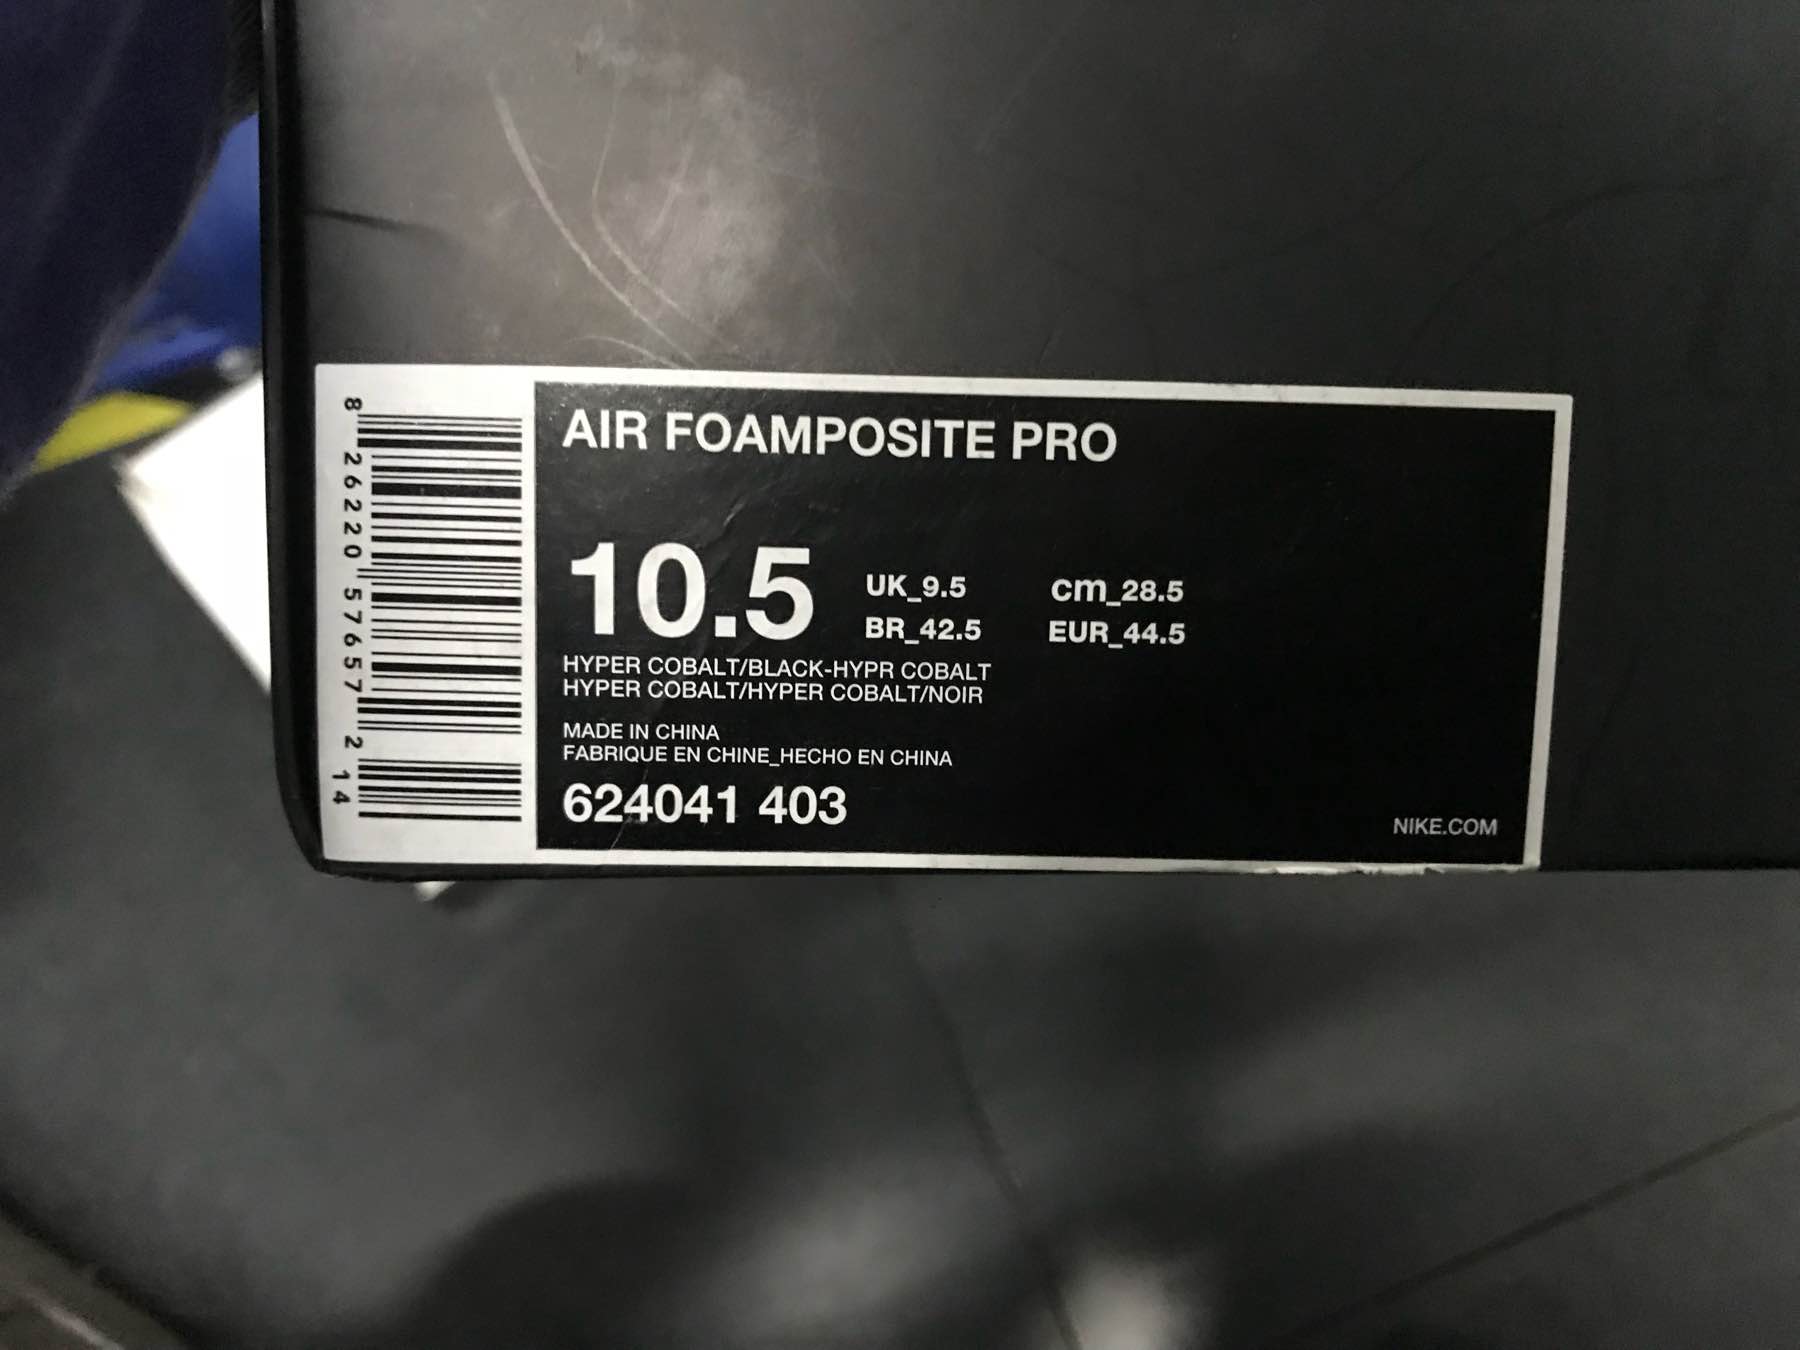 AIR FOAMPOSITE PRO
10.5
UK_9.5 cm_28.5
BR_42.5 EUR_44.5
HYPER COBALT/BLACK-HYPR COBALT
HYPER COBALT/HYPER COBALT/NOIR
MADE IN CHINA
FABRIQUE EN CHINE_HECHO EN CHINA
624041 403
NIKE.COM
8 26220 57657 2 14